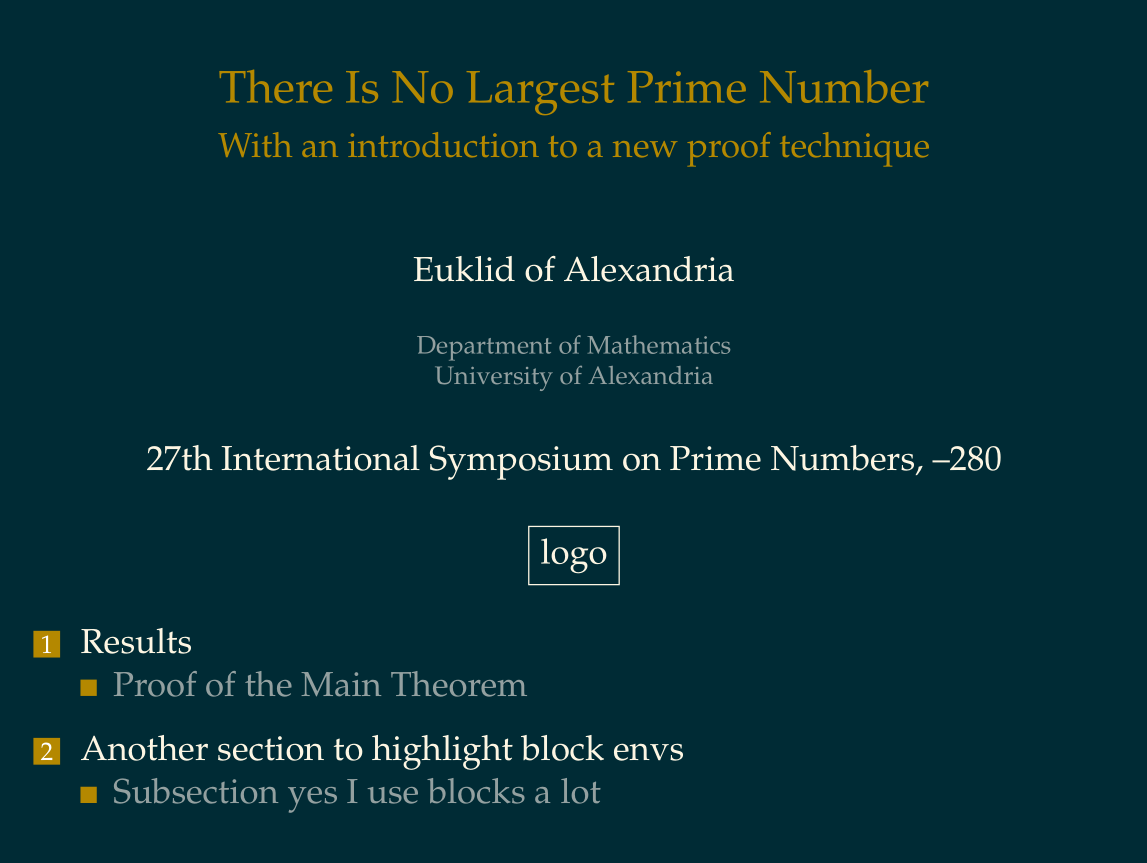 There Is No Largest Prime Number
With an introduction to a new proof technique
Euklid of Alexandria
Department of Mathematics
University of Alexandria
27th International Symposium on Prime Numbers, –280
logo
1 Results
Proof of the Main Theorem
2 Another section to highlight block envs
Subsection yes I use blocks a lot